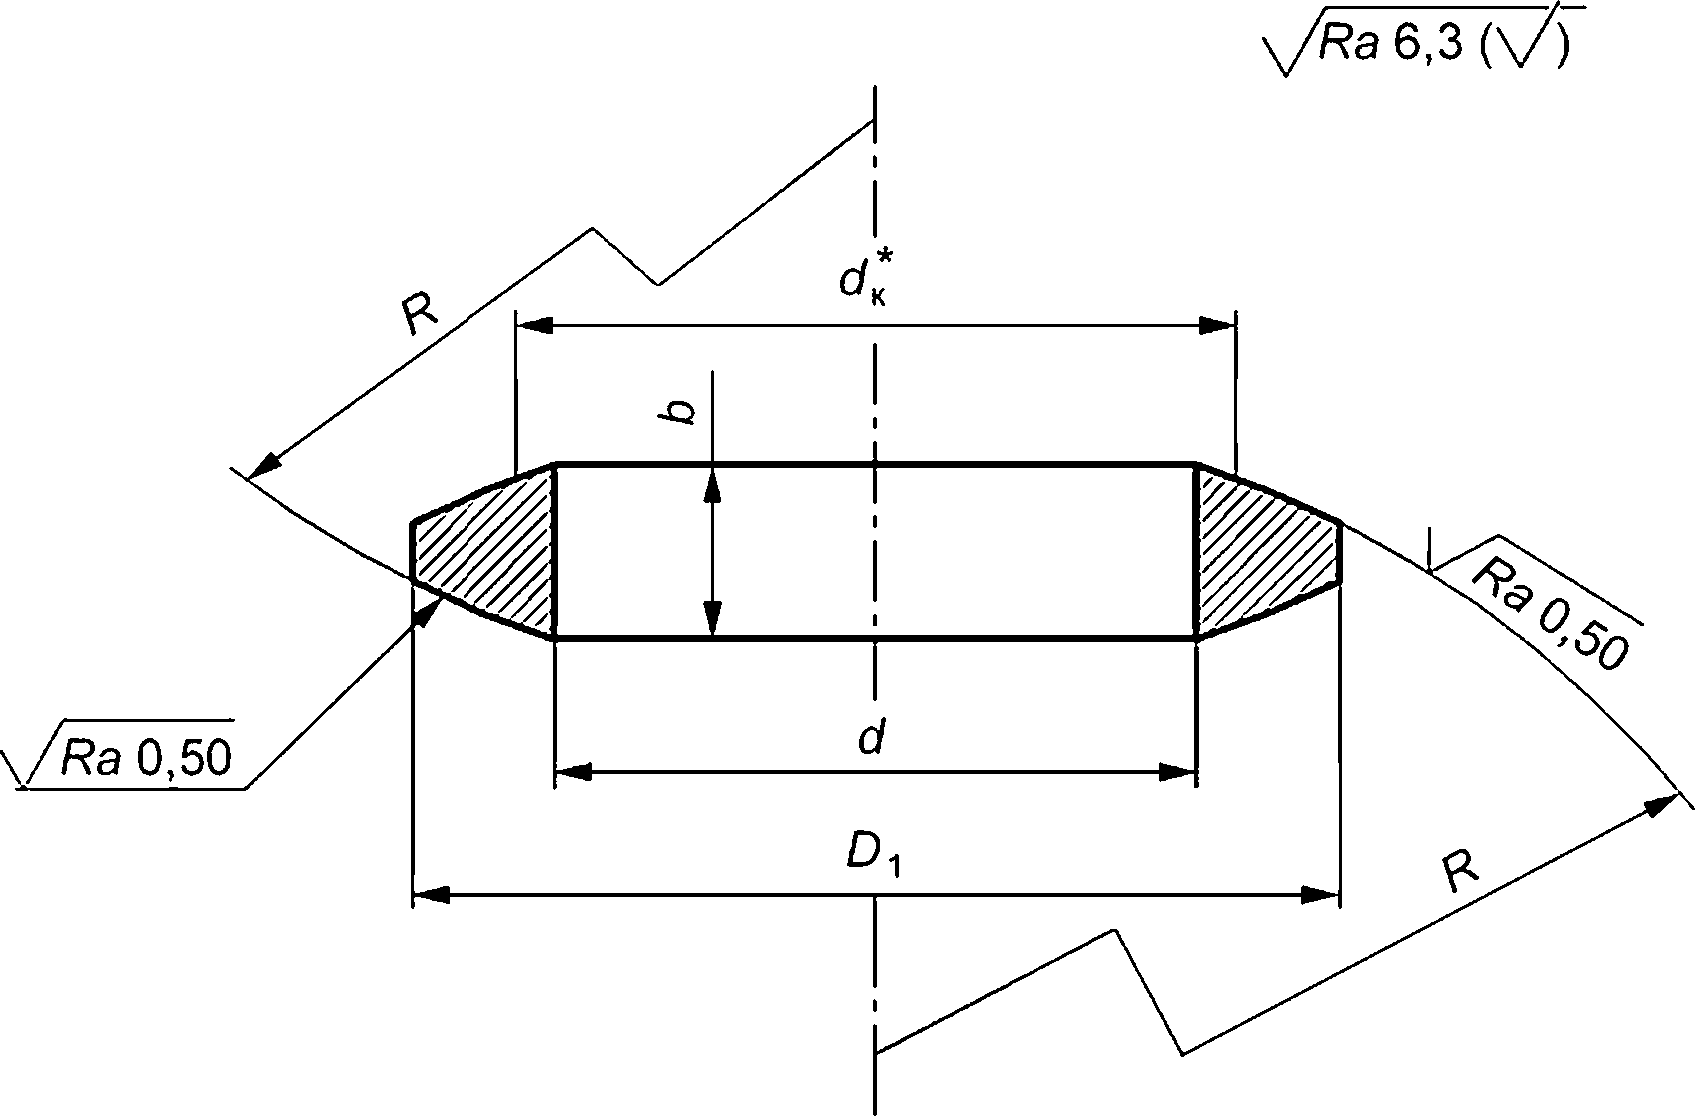 √Ra 6,3 (√)
dк*
R
b
Ra 0,50
Ra 0,50
d
D1
R